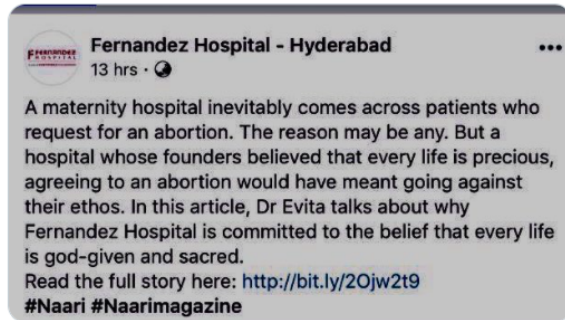 FERNANDEZ
HOSPITAL
Fernandez Hospital - Hyderabad
13 hrs ·
A maternity hospital inevitably comes across patients who
request for an abortion. The reason may be any. But a
hospital whose founders believed that every life is precious,
agreeing to an abortion would have meant going against
their ethos. In this article, Dr Evita talks about why
Fernandez Hospital is committed to the belief that every life
is god-given and sacred.
Read the full story here: http://bit.ly/2Ojw2t9
#Naari #Naarimagazine